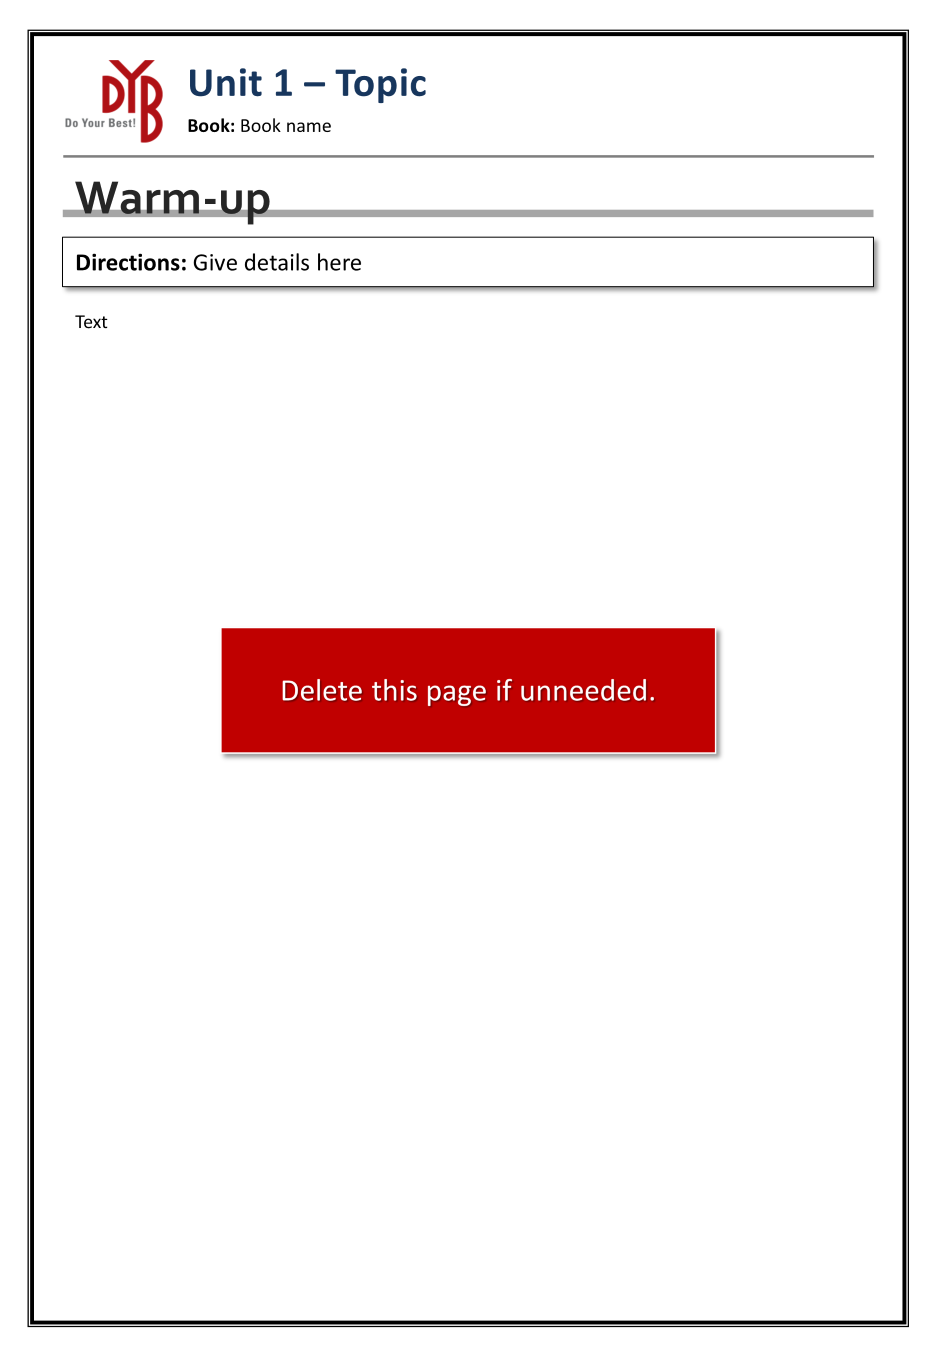 DYB
Do Your Best!
Unit 1 – Topic
Book: Book name
Warm-up
Directions: Give details here
Text
Delete this page if unneeded.